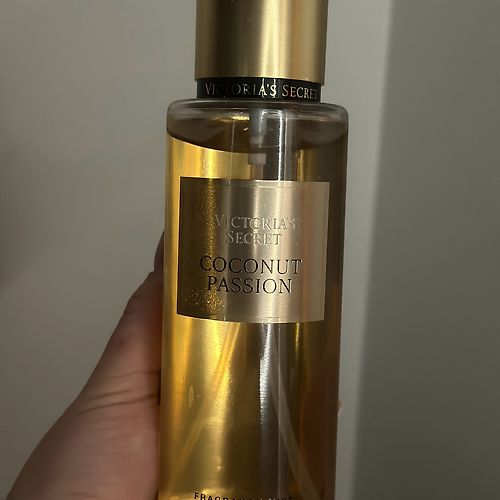 VICTORIA'S SECRET
VICTORIA'S
SECRET
COCONUT
PASSION